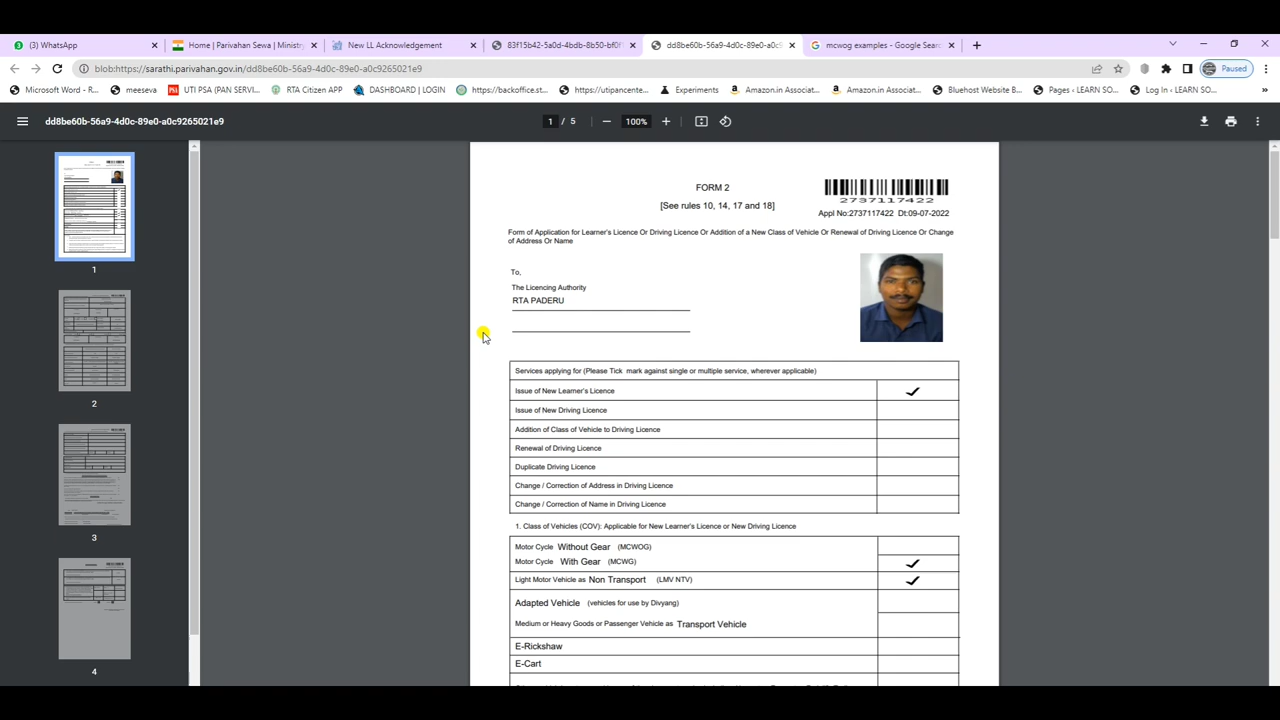 (3) WhatsApp
Home | Parivahan Sewa | Ministry
New LL Acknowledgement
83f15b42-5a0d-4bdb-8b50-bf0f
dd8be60b-56a9-4d0c-89e0-a0c9
mcwog examples - Google Searc
blob:https://sarathi.parivahan.gov.in/dd8be60b-56a9-4d0c-89e0-a0c9265021e9
Paused
Microsoft Word - R...
meeseva
UTI PSA (PAN SERVI...
RTA Citizen APP
DASHBOARD | LOGIN
https://backoffice.st...
https://utipancente...
Experiments
Amazon.in Associat...
Amazon.in Associat...
Bluehost Website B...
Pages ‹ LEARN SO...
Log In ‹ LEARN SO...
»
dd8be60b-56a9-4d0c-89e0-a0c9265021e9
1 / 5
100%
1
2
3
4
FORM 2
[See rules 10, 14, 17 and 18]
2737117422
Appl No:2737117422 Dt:09-07-2022
Form of Application for Learner's Licence Or Driving Licence Or Addition of a New Class of Vehicle Or Renewal of Driving Licence Or Change
of Address Or Name
To,
The Licencing Authority
RTA PADERU
Services applying for (Please Tick mark against single or multiple service, wherever applicable)
Issue of New Learner's Licence
Issue of New Driving Licence
Addition of Class of Vehicle to Driving Licence
Renewal of Driving Licence
Duplicate Driving Licence
Change / Correction of Address in Driving Licence
Change / Correction of Name in Driving Licence
1. Class of Vehicles (COV): Applicable for New Learner's Licence or New Driving Licence
Motor Cycle Without Gear (MCWOG)
Motor Cycle With Gear (MCWG)
Light Motor Vehicle as Non Transport (LMV NTV)
Adapted Vehicle (vehicles for use by Divyang)
Medium or Heavy Goods or Passenger Vehicle as Transport Vehicle
E-Rickshaw
E-Cart